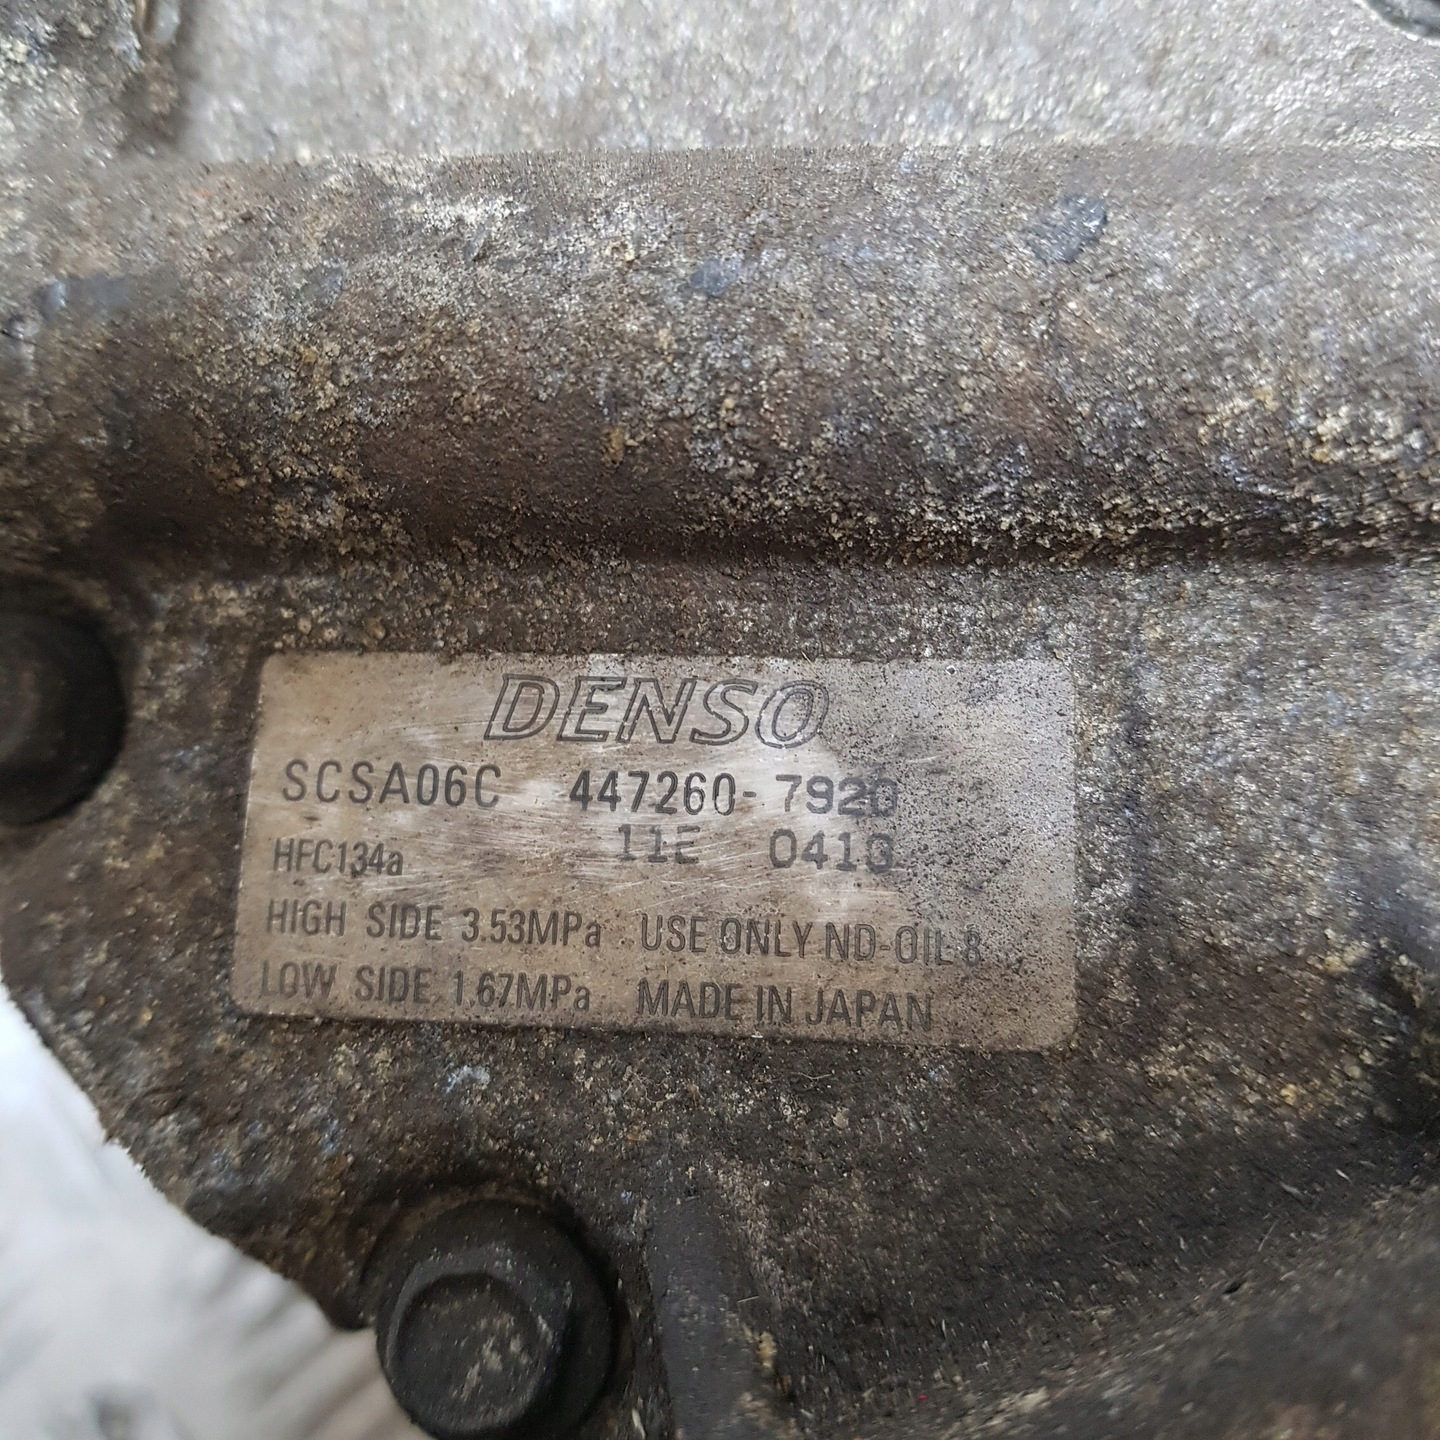 DENSO
SCSA06C 447260-7920
HFC134a 11E 0418
HIGH SIDE 3.53MPa USE ONLY ND-OIL 8
LOW SIDE 1.67MPa MADE IN JAPAN